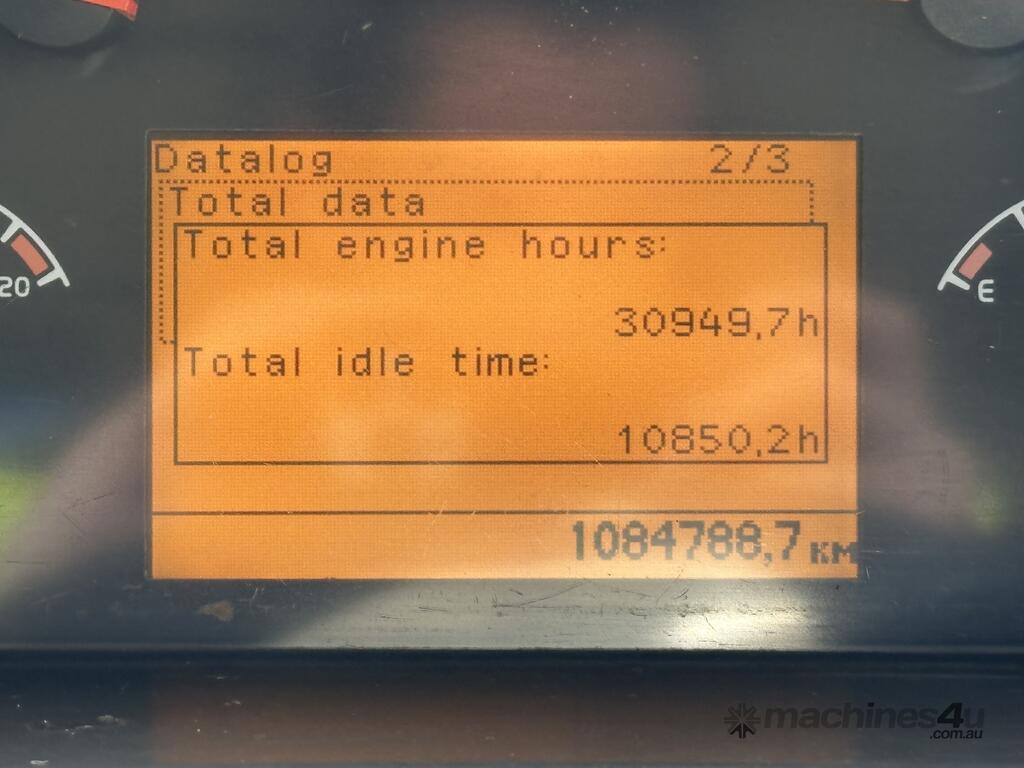 Datalog 2/3
Total data
Total engine hours:
30949,7h
Total idle time:
10850,2h
1084788,7 KM
20
E
machines4u
.com.au